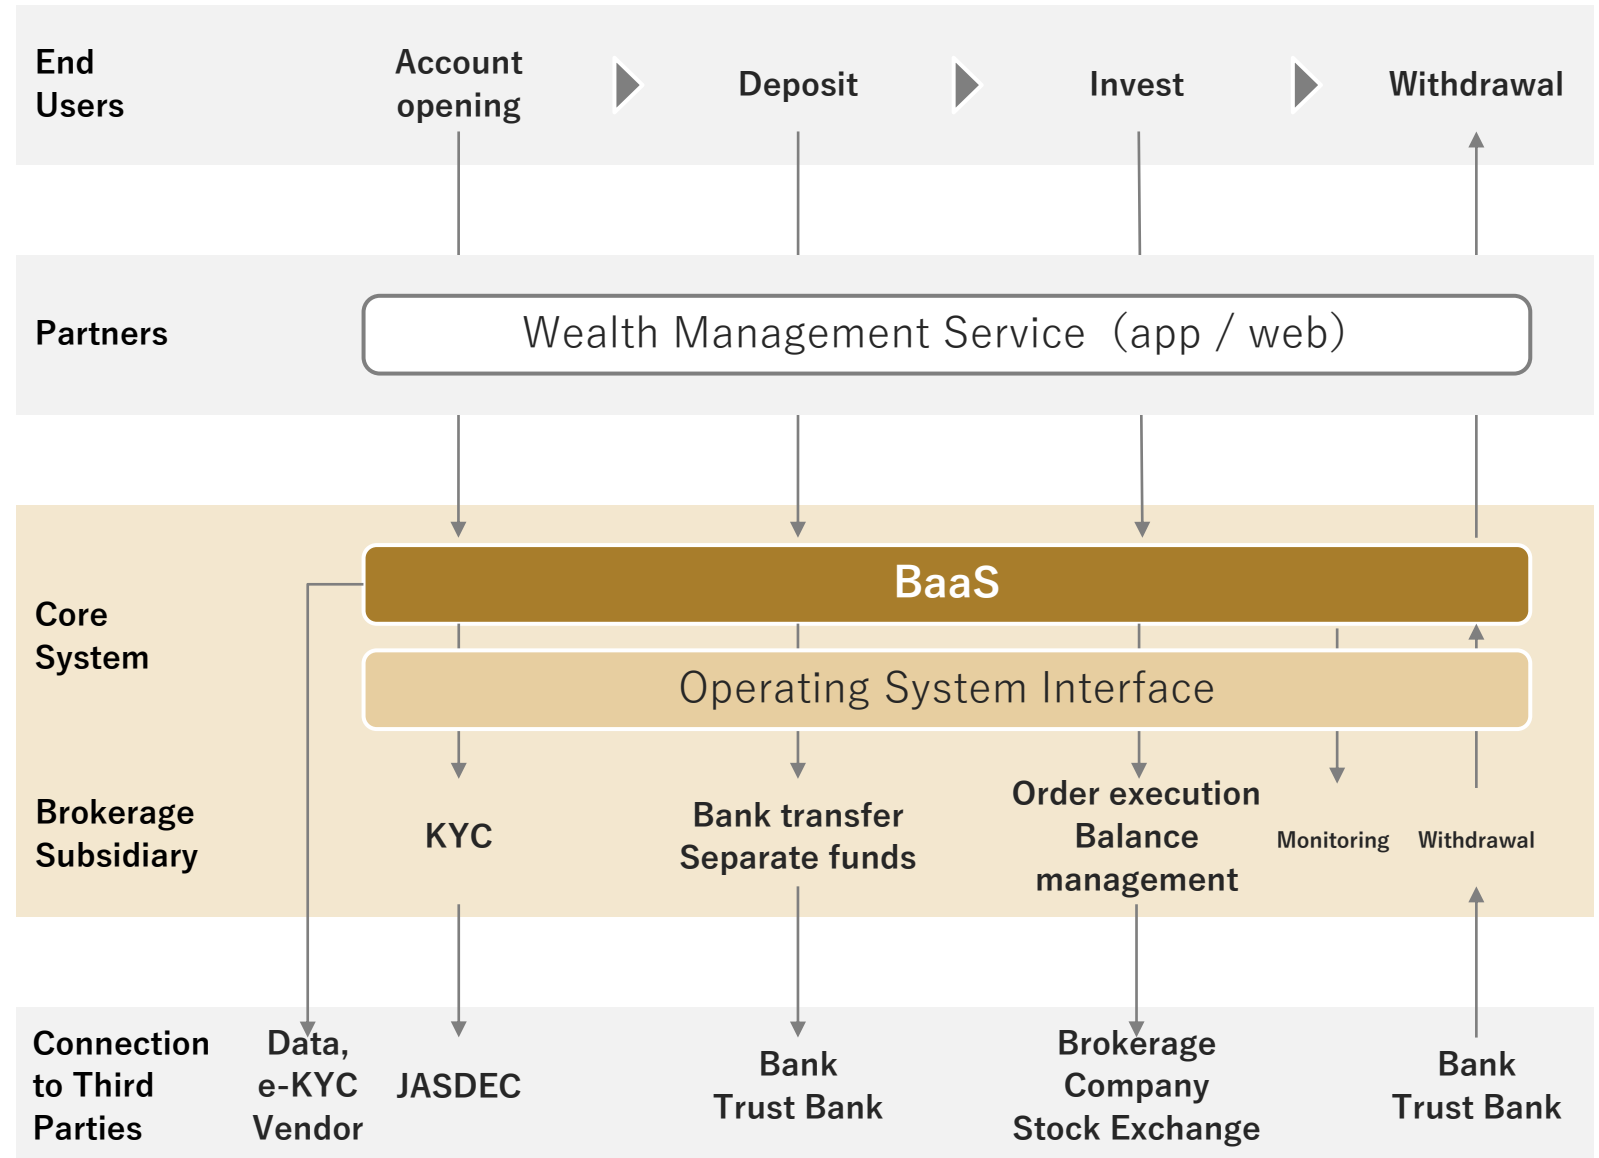 End
Users
Account
opening
Deposit
Invest
Withdrawal
Partners
Wealth Management Service（app / web）
Core
System
BaaS
Operating System Interface
Brokerage
Subsidiary
KYC
Bank transfer
Separate funds
Order execution
Balance
management
Monitoring
Withdrawal
Connection
to Third
Parties
Data,
e-KYC
Vendor
JASDEC
Bank
Trust Bank
Brokerage
Company
Stock Exchange
Bank
Trust Bank